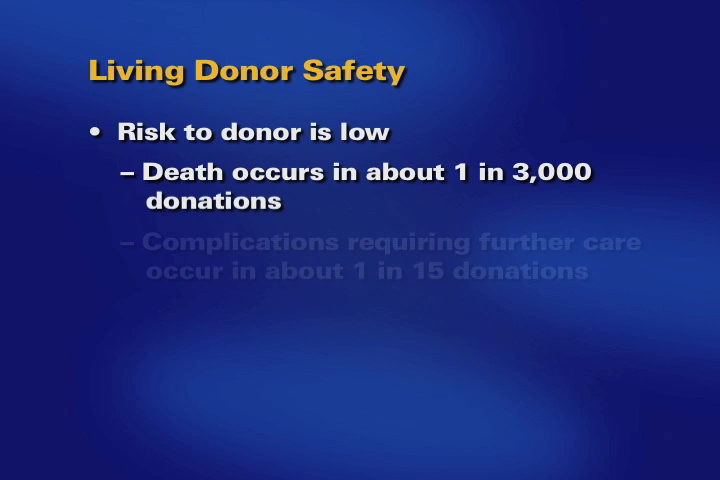 Living Donor Safety
• Risk to donor is low
– Death occurs in about 1 in 3,000
donations
– Complications requiring further care
occur in about 1 in 15 donations